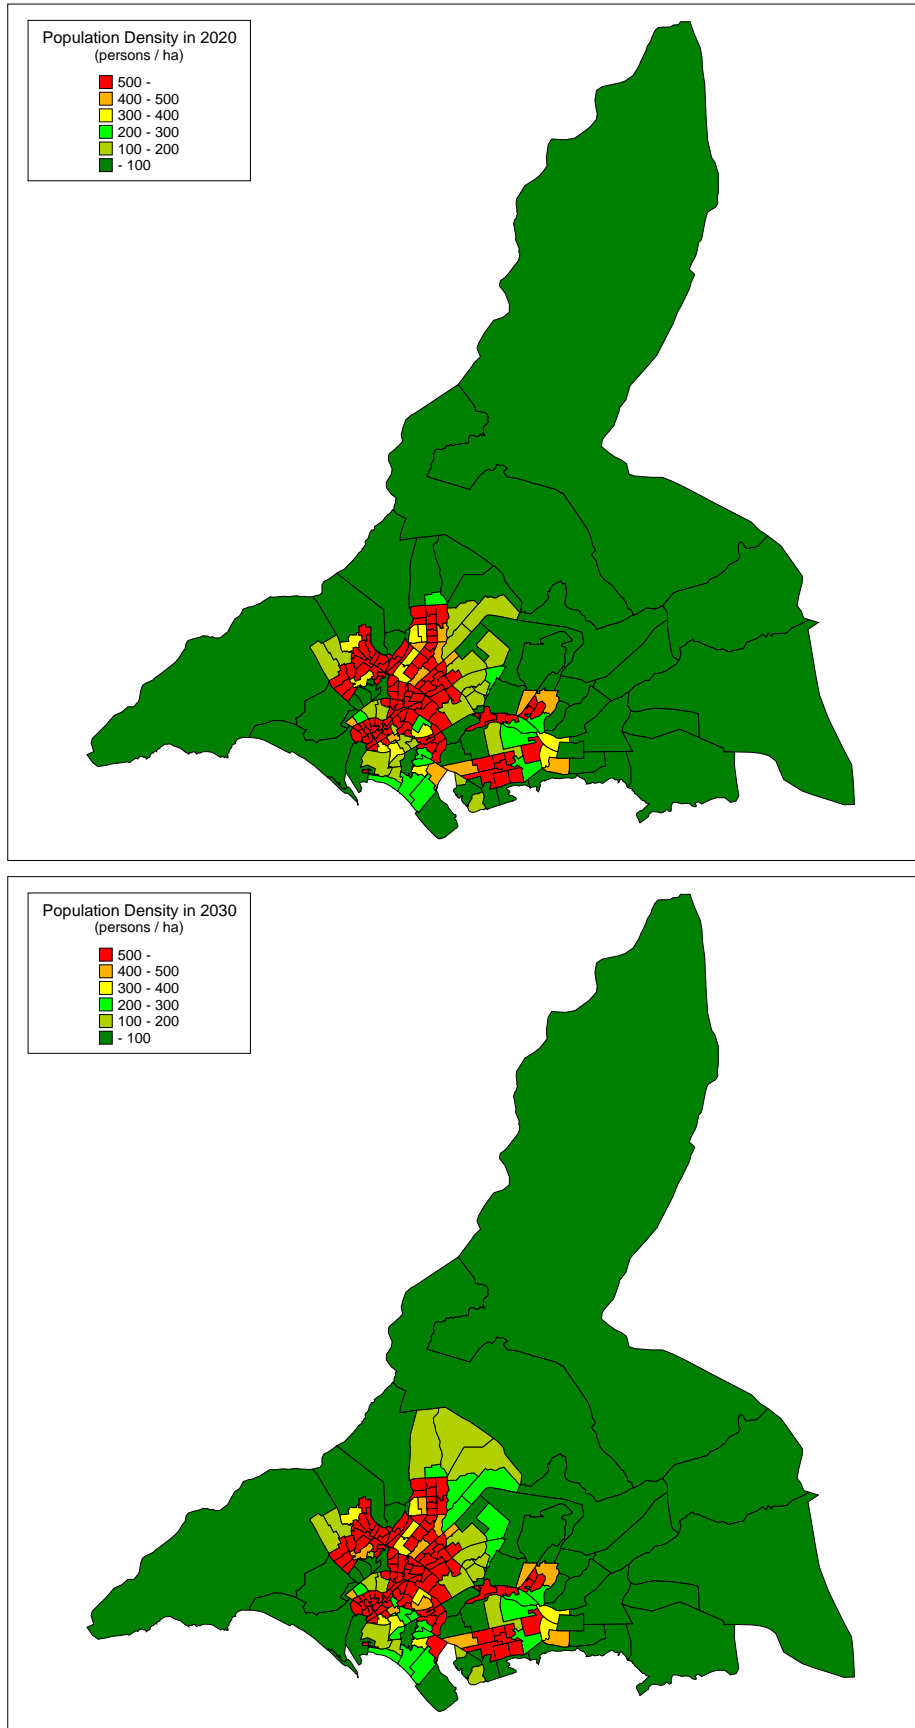 Population Density in 2020
(persons / ha)
500 -
400 - 500
300 - 400
200 - 300
100 - 200
- 100
Population Density in 2030
(persons / ha)
500 -
400 - 500
300 - 400
200 - 300
100 - 200
- 100